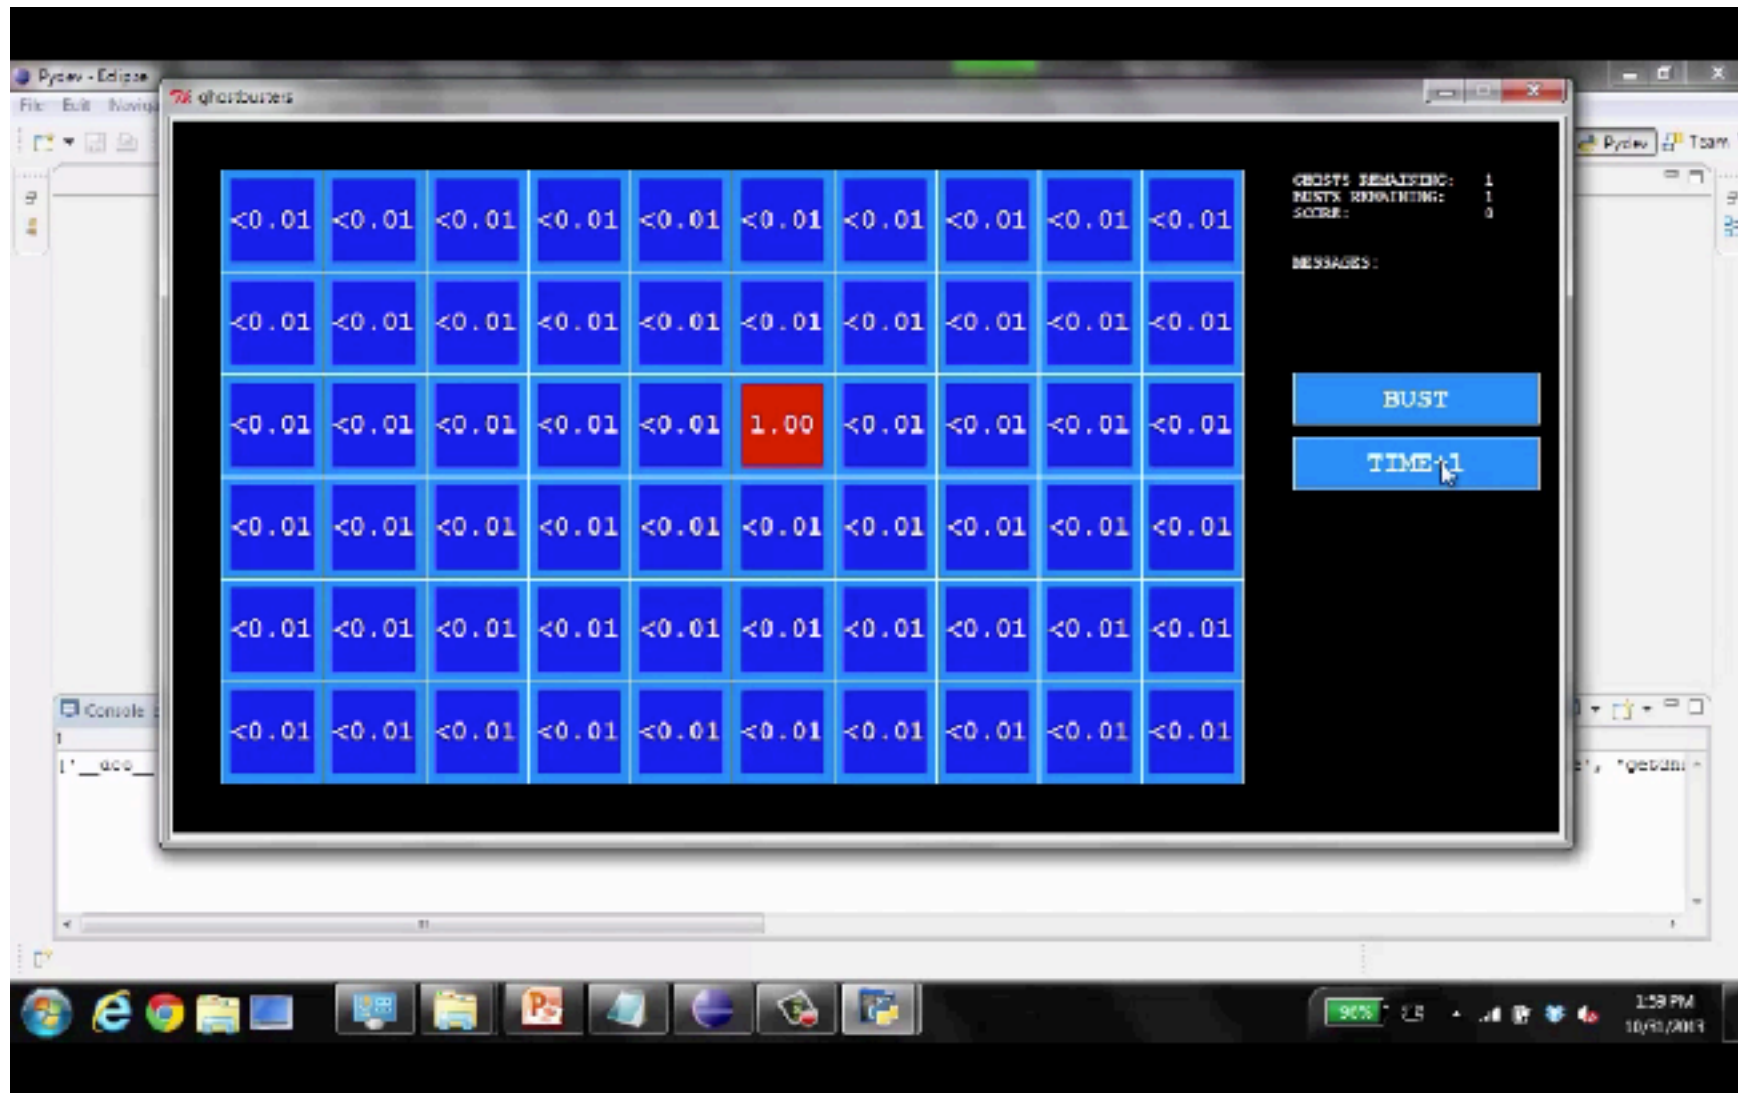 Pydev - Eclipse
File Edit Naviga
ghostbusters
Pydev Team
<0.01 <0.01 <0.01 <0.01 <0.01 <0.01 <0.01 <0.01 <0.01 <0.01
<0.01 <0.01 <0.01 <0.01 <0.01 <0.01 <0.01 <0.01 <0.01 <0.01
<0.01 <0.01 <0.01 <0.01 <0.01 1.00 <0.01 <0.01 <0.01 <0.01
<0.01 <0.01 <0.01 <0.01 <0.01 <0.01 <0.01 <0.01 <0.01 <0.01
<0.01 <0.01 <0.01 <0.01 <0.01 <0.01 <0.01 <0.01 <0.01 <0.01
<0.01 <0.01 <0.01 <0.01 <0.01 <0.01 <0.01 <0.01 <0.01 <0.01
GHOSTS REMAINING: 1
BUSTS REMAINING: 1
SCORE: 0
MESSAGES:
BUST
TIME+1
Console
1
96%
1:59 PM
10/31/2013